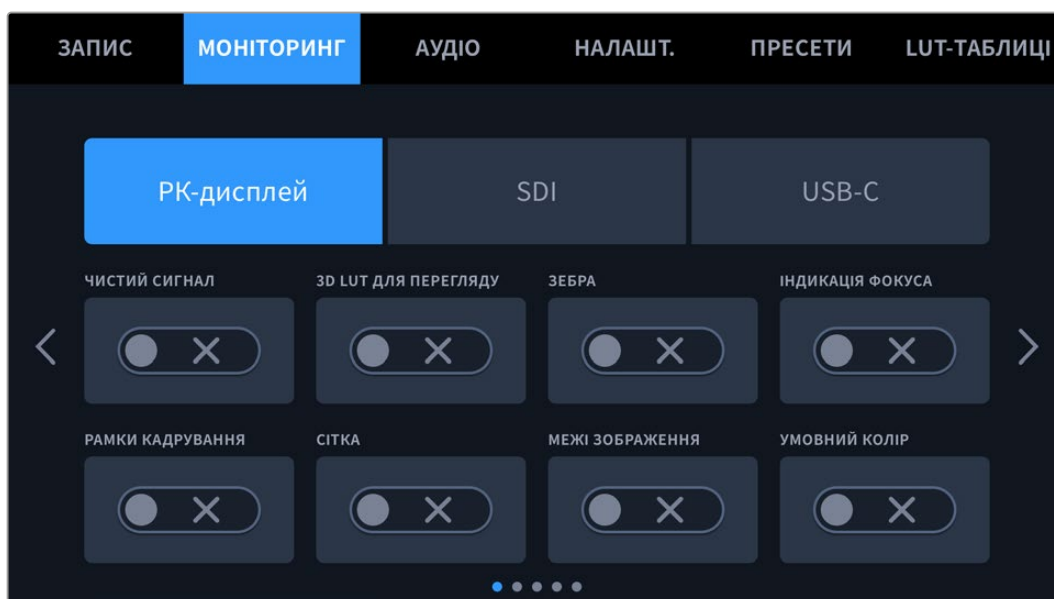 ЗАПИС МОНІТОРИНГ АУДІО НАЛАШТ. ПРЕСЕТИ LUT-ТАБЛИЦІ
РК-дисплей SDI USB-C
ЧИСТИЙ СИГНАЛ 3D LUT ДЛЯ ПЕРЕГЛЯДУ ЗЕБРА ІНДИКАЦІЯ ФОКУСА
РАМКИ КАДРУВАННЯ СІТКА МЕЖІ ЗОБРАЖЕННЯ УМОВНИЙ КОЛІР